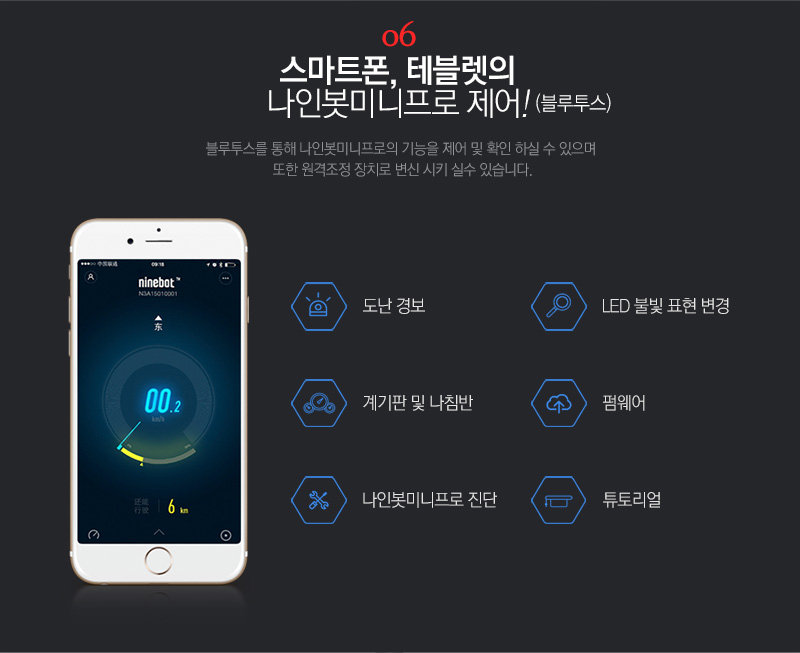 06
스마트폰, 테블렛의
나인봇미니프로 제어! (블루투스)
블루투스를 통해 나인봇미니프로의 기능을 제어 및 확인 하실 수 있으며
또한 원격조정 장치로 변신 시키 실수 있습니다.
中国联通 09:18
ninebot™
N3A15010001
东
00.2
km/h
还能
行驶 6 km
도난 경보
LED 불빛 표현 변경
계기판 및 나침반
펌웨어
나인봇미니프로 진단
튜토리얼